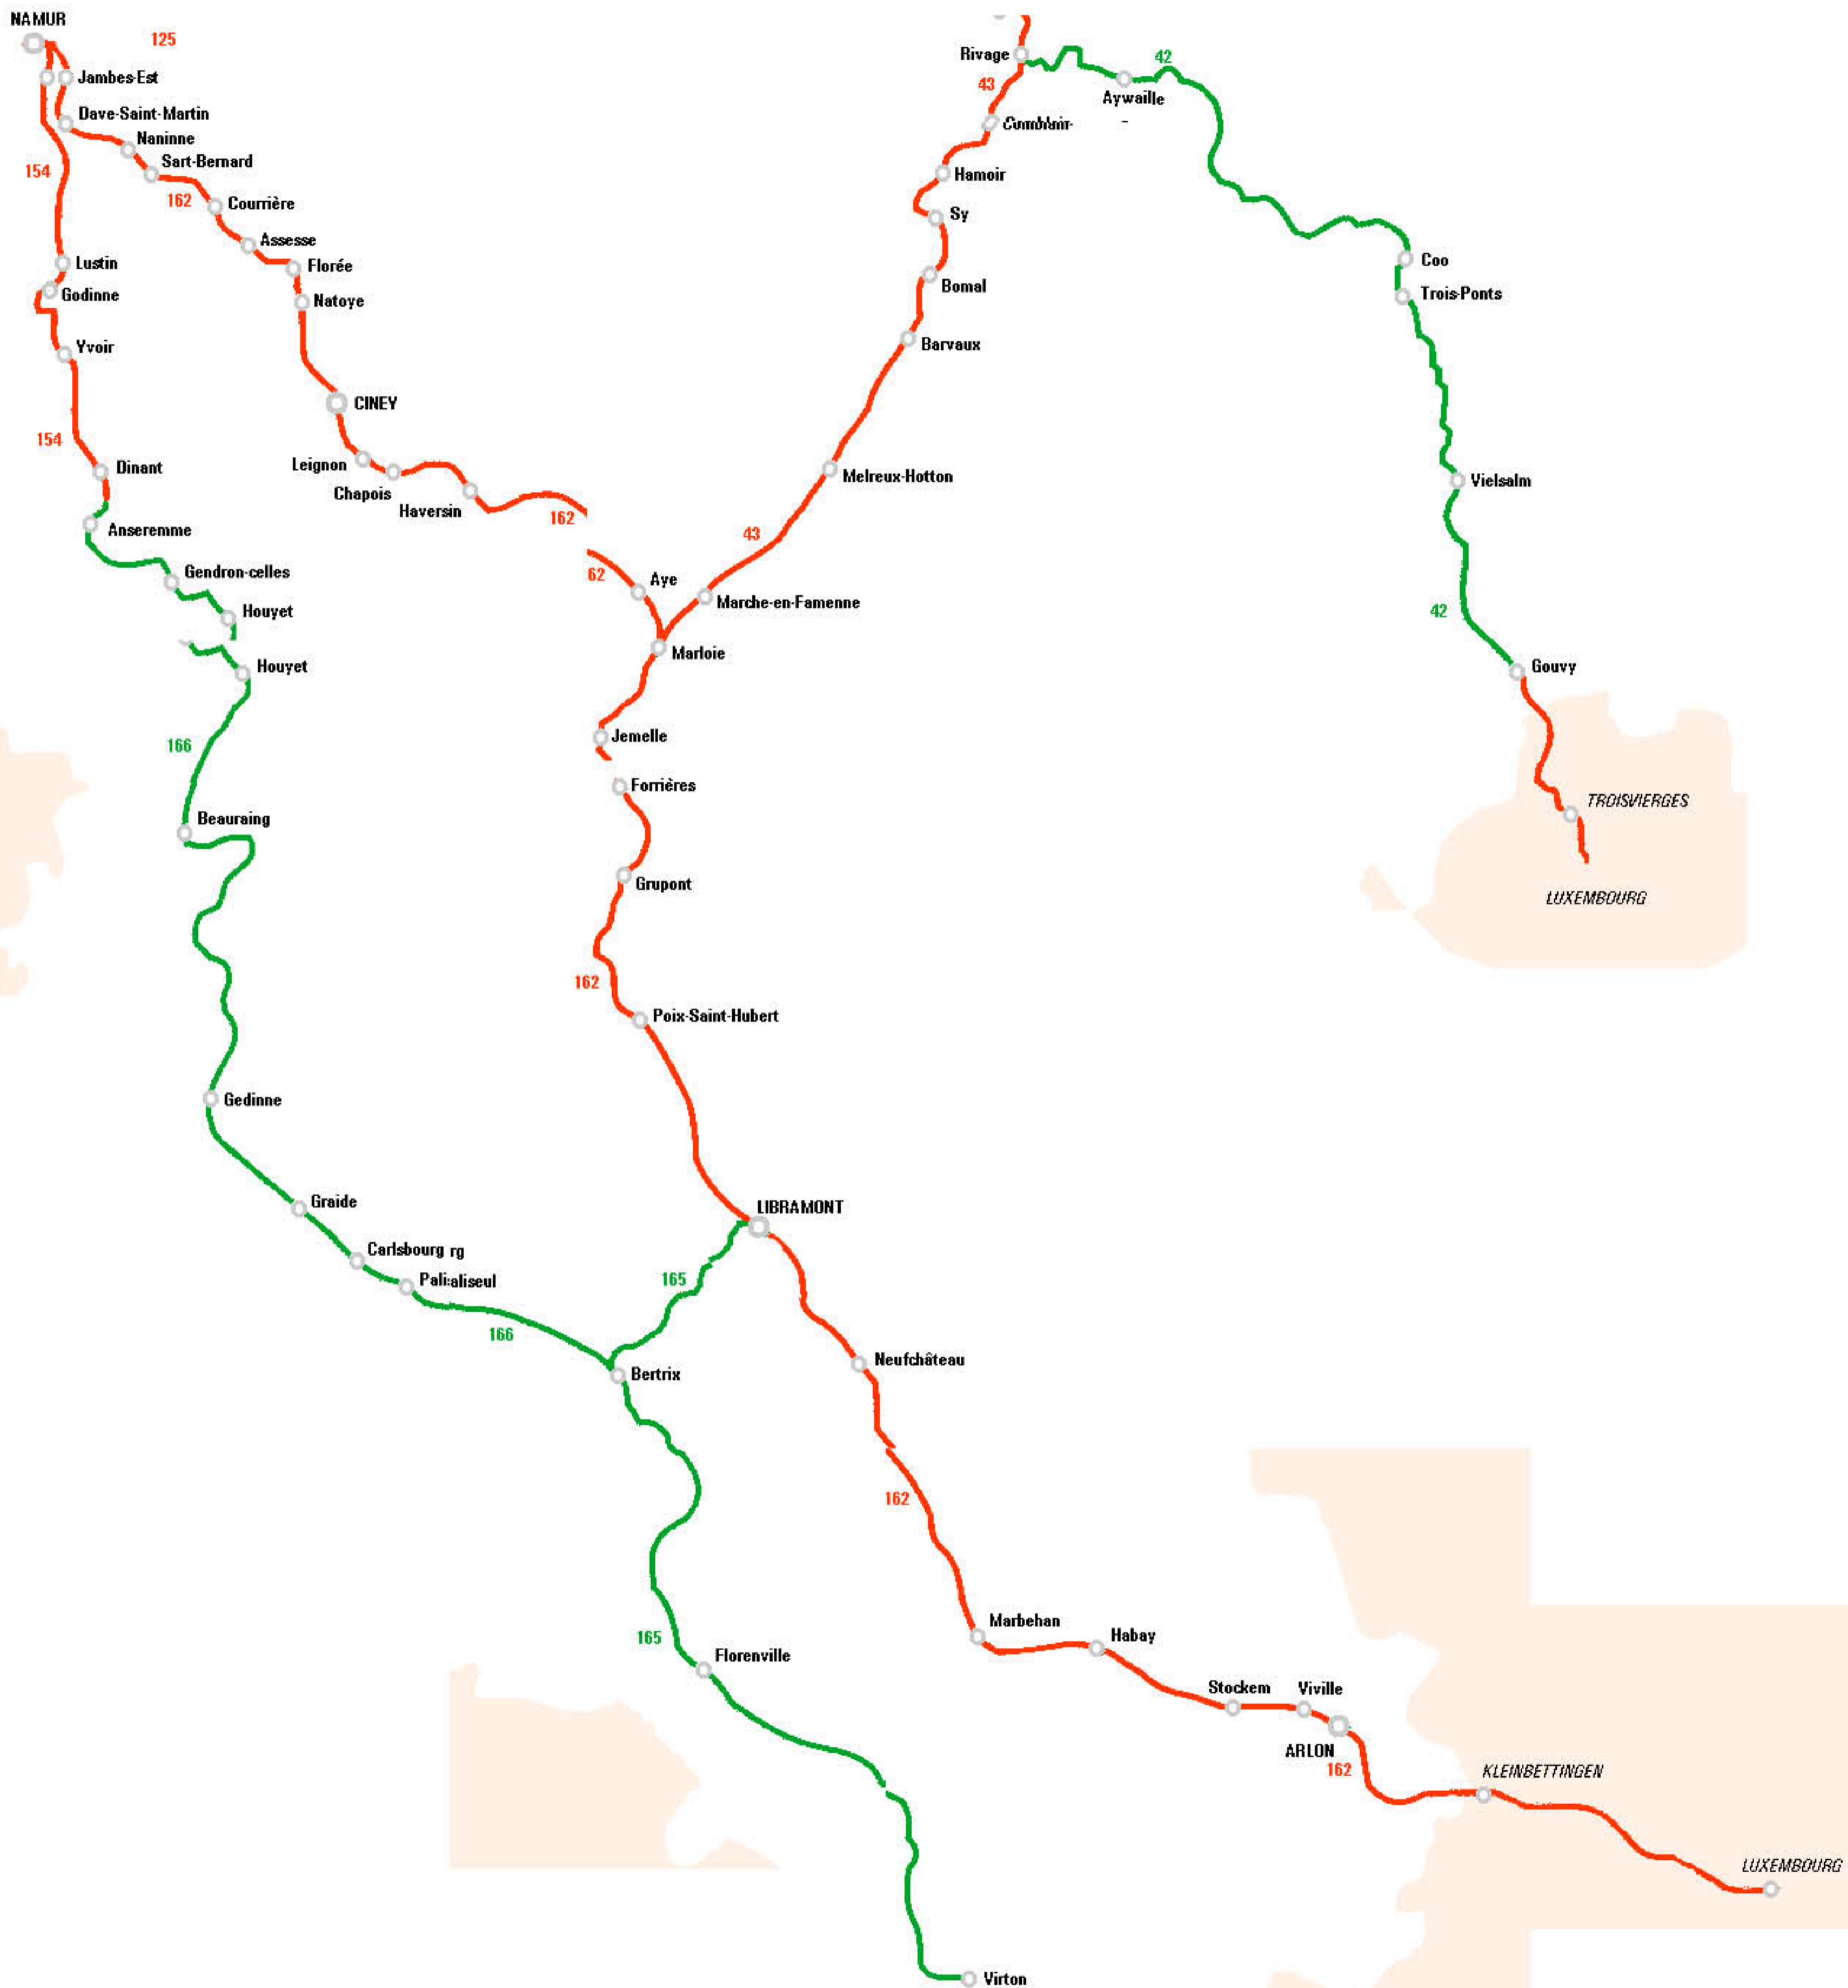 NAMUR
125
Jambes-Est
Dave-Saint-Martin
Naninne
Sart-Bernard
154
162
Courrière
Assesse
Lustin
Florée
Godinne
Natoye
Yvoir
CINEY
154
Dinant
Leignon
Chapois
Haversin
162
Anseremme
Gendron-celles
Houyet
Houyet
166
Beauraing
Gedinne
Graide
Carlsbourg rg
Pali:aliseul
166
Rivage
42
43
Aywaille
Hamoir
Sy
Bomal
Barvaux
Coo
Trois-Ponts
Melreux-Hotton
Vielsalm
43
62
Aye
Marche-en-Famenne
42
Marloie
Gouvy
Jemelle
Forrières
TROISVIERGES
Grupont
LUXEMBOURG
162
Poix-Saint-Hubert
LIBRAMONT
165
Neufchâteau
Bertrix
162
Marbehan
Habay
165
Florenville
Stockem
Viville
ARLON
162
KLEINBETTINGEN
LUXEMBOURG
Virton